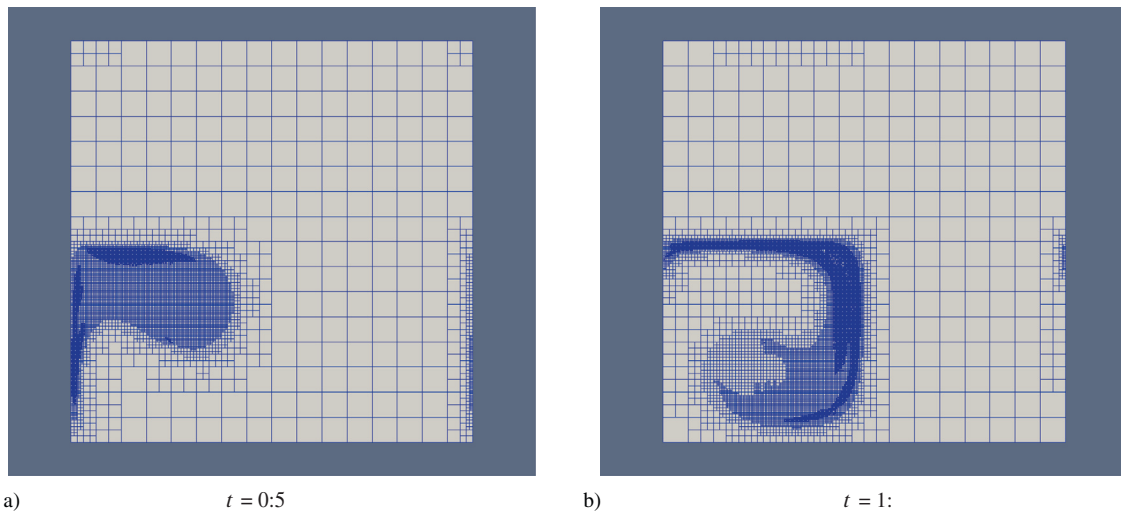 a) t = 0:5 b) t = 1: